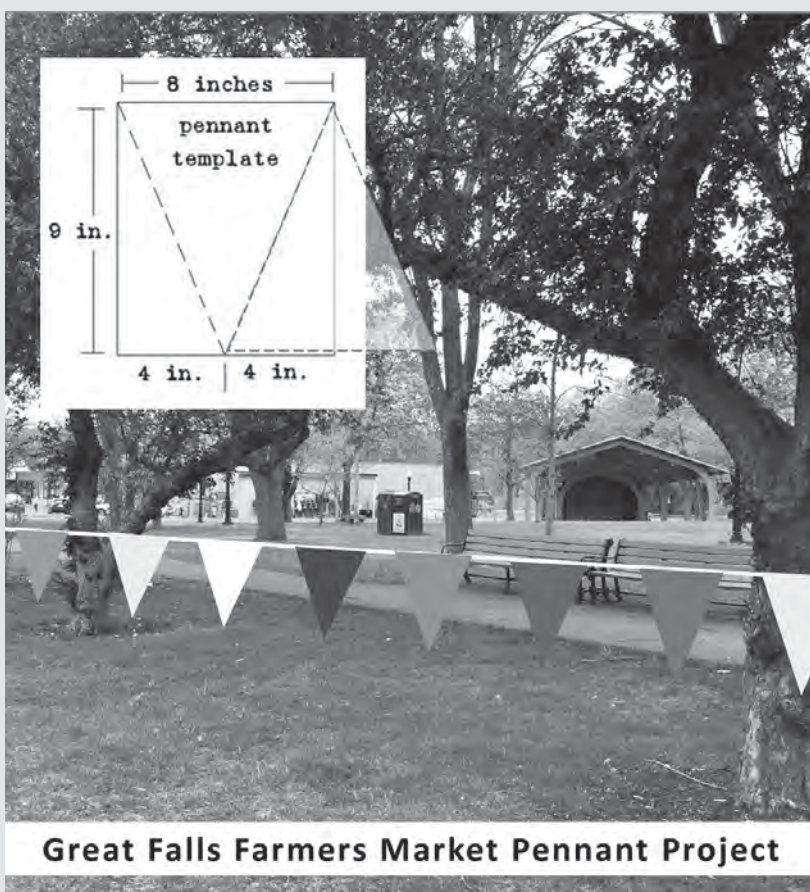 8 inches
pennant
template
9 in.
4 in. 4 in.
Great Falls Farmers Market Pennant Project